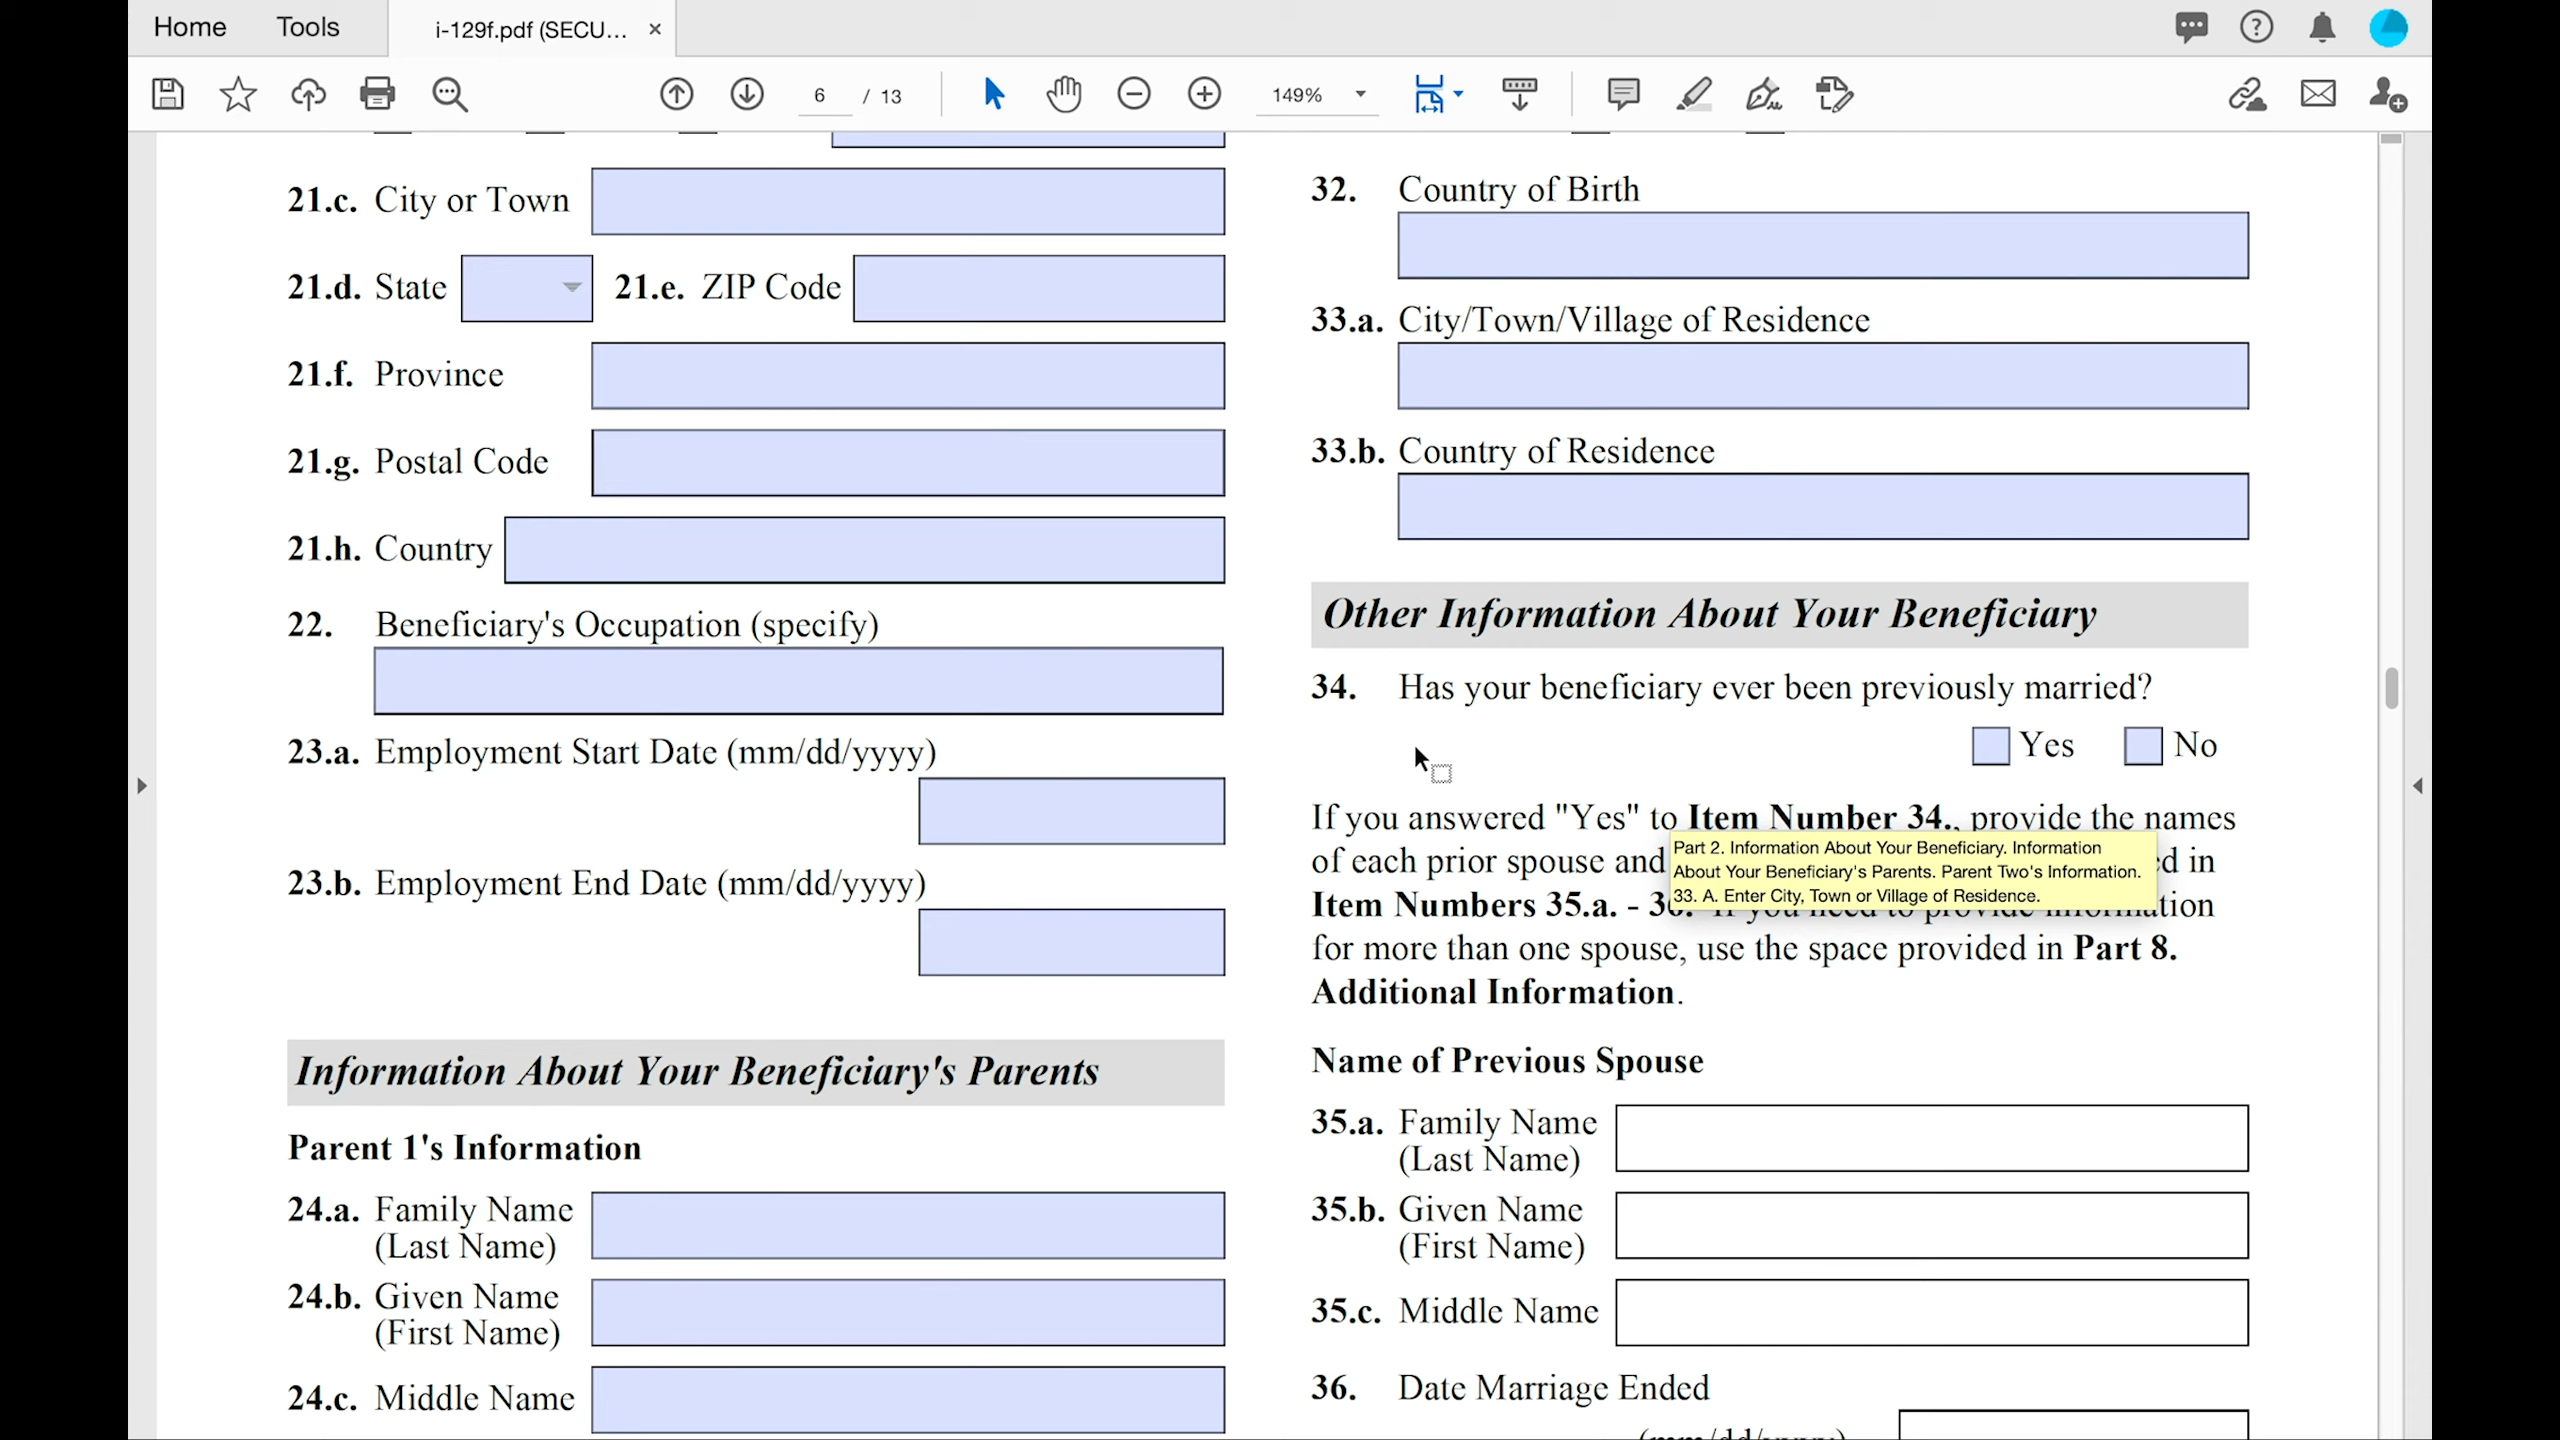 Home
Tools
i-129f.pdf (SECU...
6 / 13
149%
21.c. City or Town
21.d. State
21.e. ZIP Code
21.f. Province
21.g. Postal Code
21.h. Country
22. Beneficiary's Occupation (specify)
23.a. Employment Start Date (mm/dd/yyyy)
23.b. Employment End Date (mm/dd/yyyy)
Information About Your Beneficiary's Parents
Parent 1's Information
24.a. Family Name
(Last Name)
24.b. Given Name
(First Name)
24.c. Middle Name
32. Country of Birth
33.a. City/Town/Village of Residence
33.b. Country of Residence
Other Information About Your Beneficiary
34. Has your beneficiary ever been previously married?
Yes No
If you answered "Yes" to Item Number 34., provide the names
of each prior spouse and
in
Item Numbers 35.a. -
Part 2. Information About Your Beneficiary. Information
About Your Beneficiary's Parents. Parent Two's Information.
33. A. Enter City, Town or Village of Residence.
for more than one spouse, use the space provided in Part 8.
Additional Information.
Name of Previous Spouse
35.a. Family Name
(Last Name)
35.b. Given Name
(First Name)
35.c. Middle Name
36. Date Marriage Ended
(mm/dd/yyyy)